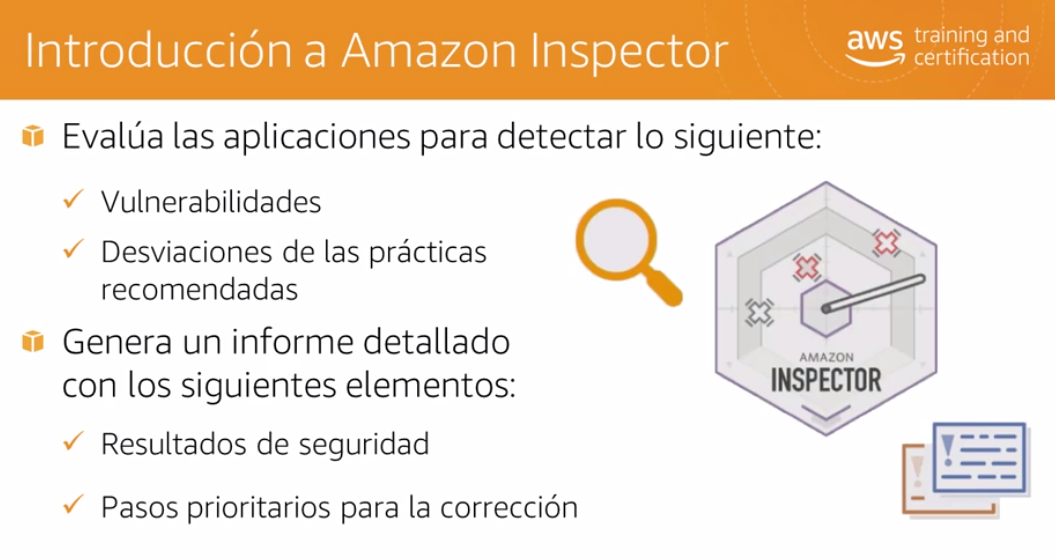 Introducción a Amazon Inspector
aws training and
certification
Evalúa las aplicaciones para detectar lo siguiente:
Vulnerabilidades
Desviaciones de las prácticas
recomendadas
Genera un informe detallado
con los siguientes elementos:
Resultados de seguridad
Pasos prioritarios para la corrección
AMAZON
INSPECTOR